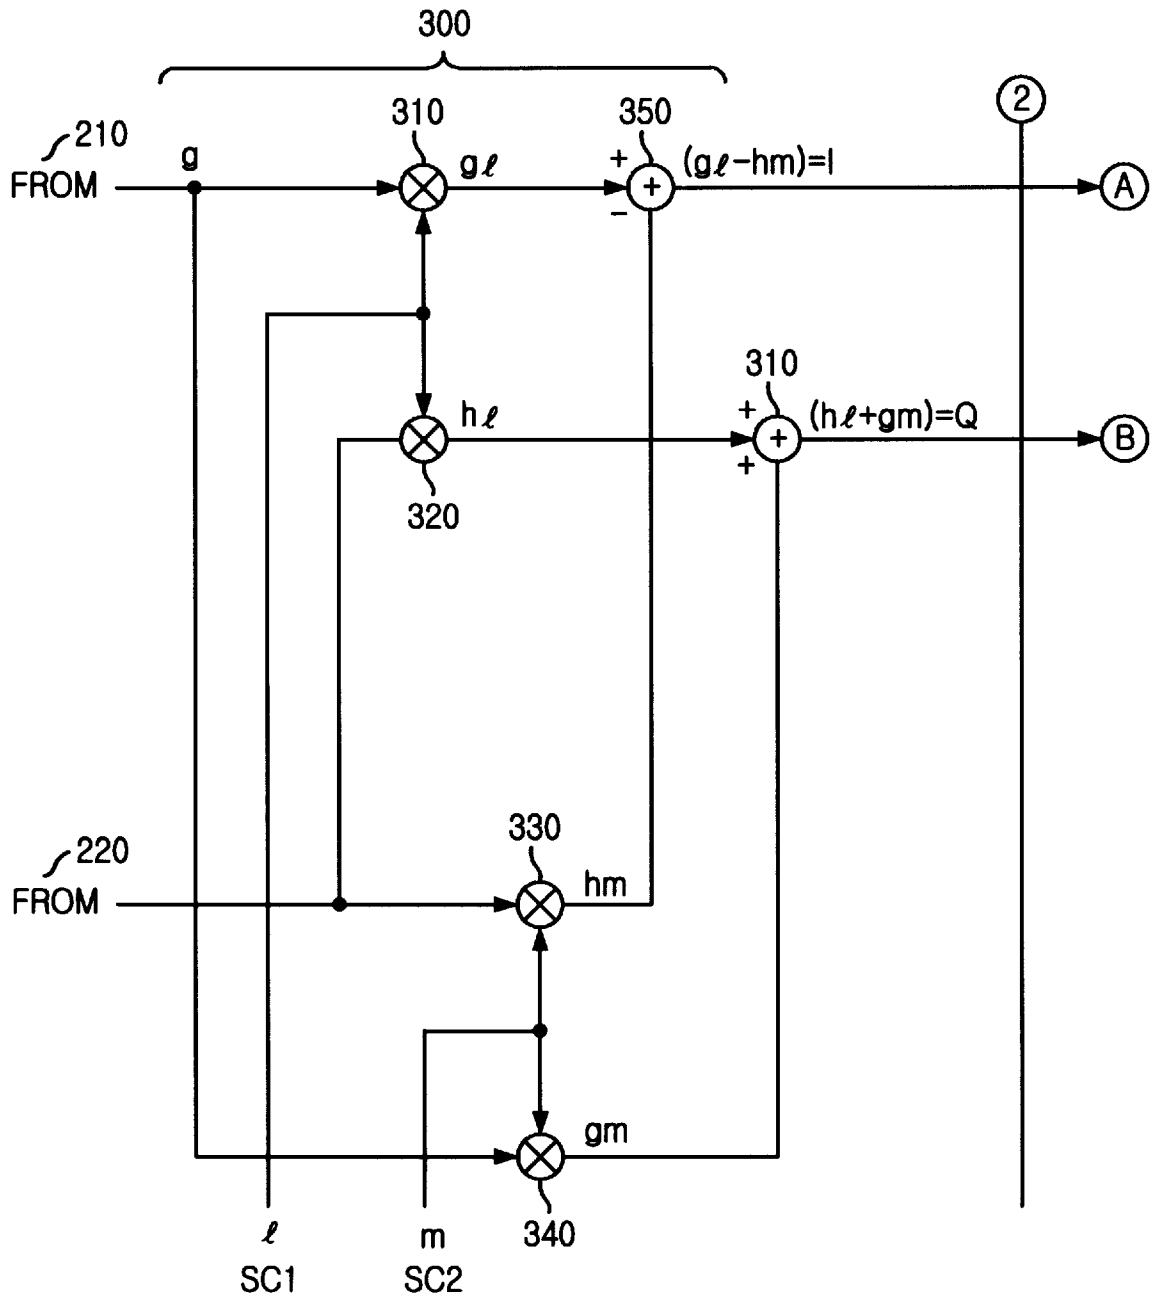 300
310
350
2
210
g
gℓ
+
(gℓ-hm)=I
FROM
+
A
−
310
hℓ
+
(hℓ+gm)=Q
+
B
+
320
330
220
hm
FROM
gm
340
ℓ
m
SC1
SC2